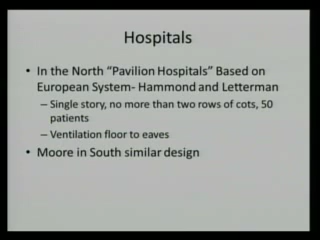 Hospitals
• In the North “Pavilion Hospitals” Based on
European System- Hammond and Letterman
– Single story, no more than two rows of cots, 50
patients
– Ventilation floor to eaves
• Moore in South similar design